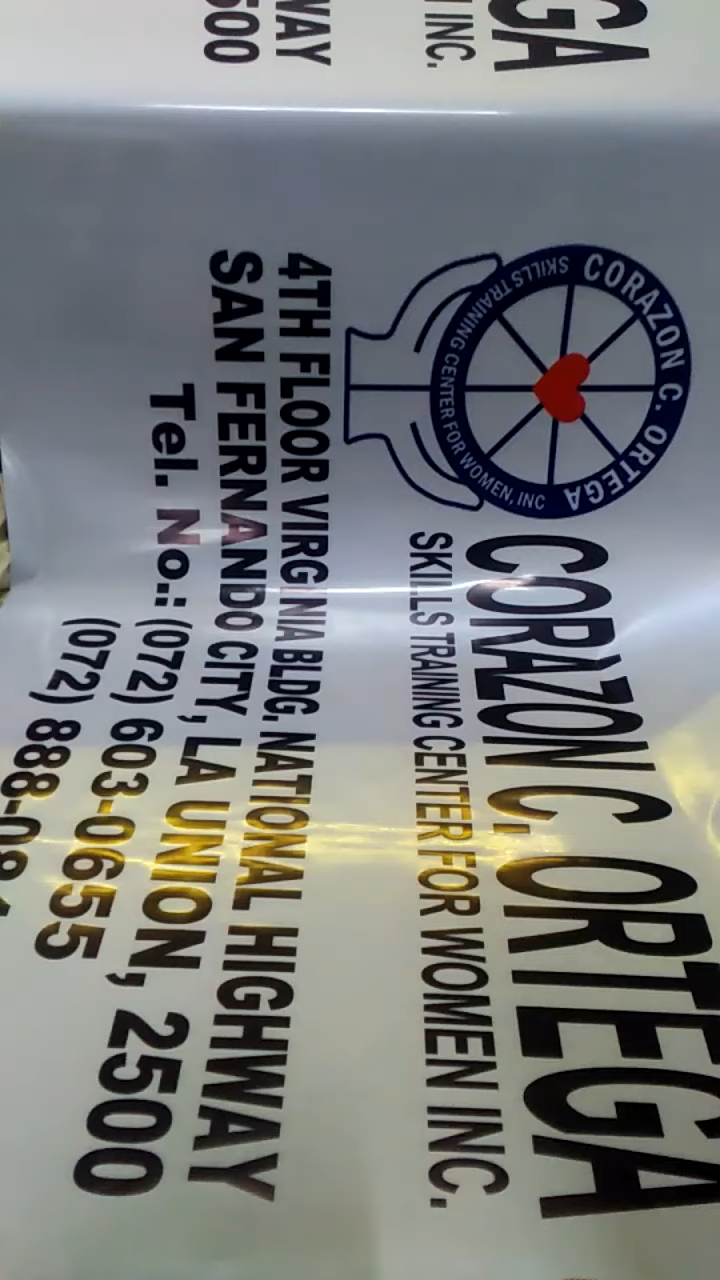 CORAZON C. ORTEGA
SKILLS TRAINING CENTER FOR WOMEN, INC
CORAZON C. ORTEGA
SKILLS TRAINING CENTER FOR WOMEN INC.
4TH FLOOR VIRGINIA BLDG. NATIONAL HIGHWAY
SAN FERNANDO CITY, LA UNION, 2500
Tel. No.: (072) 603-0655
(072) 888-08
GA
INC.
WAY
500